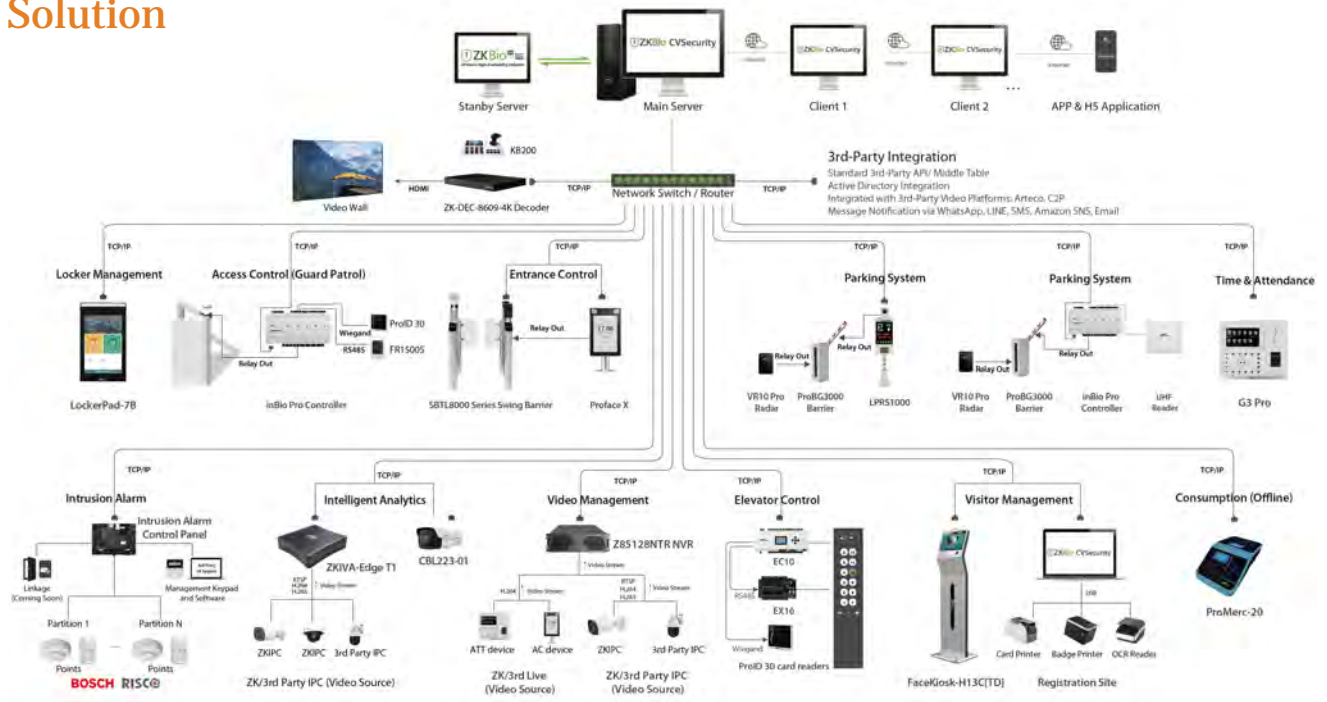 Solution
ZKBio
ZKBio CVSecurity
ZKBio CVSecurity
ZKBio CVSecurity
Internet
Internet
Internet
Stanby Server
Main Server
Client 1
Client 2
...
APP & H5 Application
KB200
HDMI
TCP/IP
TCP/IP
Video Wall
ZK-DEC-8609-4K Decoder
Network Switch / Router
3rd-Party Integration
Standard 3rd-Party API/ Middle Table
Active Directory Integration
Integrated with 3rd-Party Video Platforms: Arteco, C2P
Message Notification via WhatsApp, LINE, SMS, Amazon SNS, Email
TCP/IP
TCP/IP
TCP/IP
TCP/IP
TCP/IP
TCP/IP
Locker Management
Access Control (Guard Patrol)
Entrance Control
Parking System
Parking System
Time & Attendance
ProID 30
Wiegand
RS485
FR1500S
Relay Out
Relay Out
Relay Out
Relay Out
Relay Out
Relay Out
LockerPad-7B
inBio Pro Controller
SBTL8000 Series Swing Barrier
Proface X
VR10 Pro
Radar
ProBG3000
Barrier
LPRS1000
VR10 Pro
Radar
ProBG3000
Barrier
inBio Pro
Controller
UHF
Reader
G3 Pro
TCP/IP
TCP/IP
TCP/IP
TCP/IP
TCP/IP
TCP/IP
Intrusion Alarm
Intelligent Analytics
Video Management
Elevator Control
Visitor Management
Consumption (Offline)
Intrusion Alarm
Control Panel
Linkage
(Coming Soon)
Management Keypad
and Software
Partition 1
Partition N
Points
Points
BOSCH
RISCO
ZKIVA-Edge T1
CBL223-01
RTSP
H.264
H.265
Video Stream
ZKIPC
ZKIPC
3rd Party IPC
ZK/3rd Party IPC (Video Source)
Z85128NTR NVR
Video Stream
H.264
Video Stream
RTSP
H.264
H.265
ATT device
AC device
ZKIPC
3rd Party IPC
ZK/3rd Live
(Video Source)
ZK/3rd Party IPC
(Video Source)
EC10
RS485
EX16
Wiegand
ProID 30 card readers
ZKBio CVSecurity
USB
Card Printer
Badge Printer
OCR Reader
FaceKiosk-H13C[TD]
Registration Site
ProMerc-20